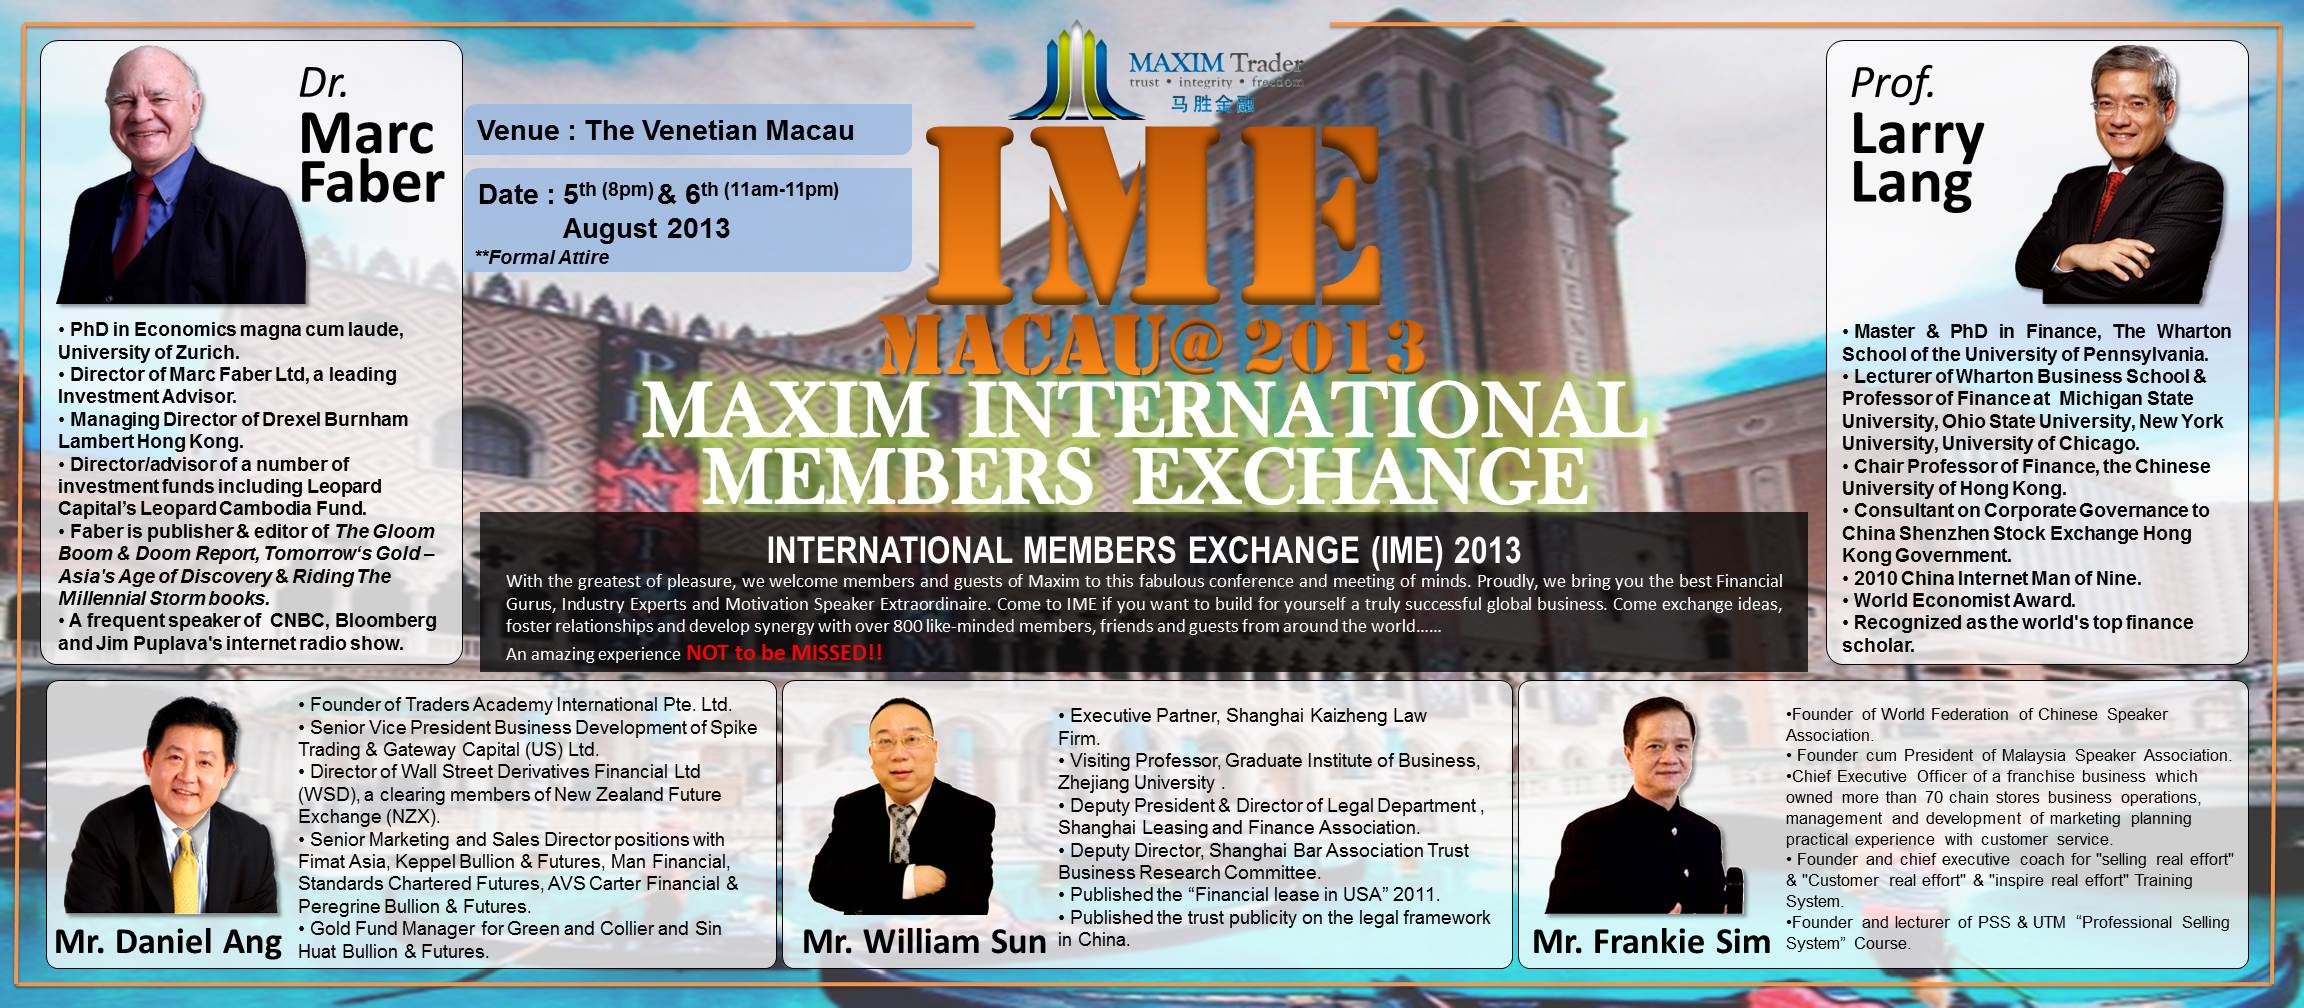 MAXIM Trader
trust • integrity • freedom
马胜金融
Dr.
Marc
Faber
• PhD in Economics magna cum laude,
University of Zurich.
• Director of Marc Faber Ltd, a leading
Investment Advisor.
• Managing Director of Drexel Burnham
Lambert Hong Kong.
• Director/advisor of a number of
investment funds including Leopard
Capital’s Leopard Cambodia Fund.
• Faber is publisher & editor of The Gloom
Boom & Doom Report, Tomorrow‘s Gold –
Asia's Age of Discovery & Riding The
Millennial Storm books.
• A frequent speaker of CNBC, Bloomberg
and Jim Puplava's internet radio show.
Venue : The Venetian Macau
Date : 5th (8pm) & 6th (11am-11pm)
August 2013
**Formal Attire
IME
MACAU@ 2013
MAXIM INTERNATIONAL
MEMBERS EXCHANGE
INTERNATIONAL MEMBERS EXCHANGE (IME) 2013
With the greatest of pleasure, we welcome members and guests of Maxim to this fabulous conference and meeting of minds. Proudly, we bring you the best Financial
Gurus, Industry Experts and Motivation Speaker Extraordinaire. Come to IME if you want to build for yourself a truly successful global business. Come exchange ideas,
foster relationships and develop synergy with over 800 like-minded members, friends and guests from around the world……
An amazing experience NOT to be MISSED!!
Prof.
Larry
Lang
• Master & PhD in Finance, The Wharton
School of the University of Pennsylvania.
• Lecturer of Wharton Business School &
Professor of Finance at Michigan State
University, Ohio State University, New York
University, University of Chicago.
• Chair Professor of Finance, the Chinese
University of Hong Kong.
• Consultant on Corporate Governance to
China Shenzhen Stock Exchange Hong
Kong Government.
• 2010 China Internet Man of Nine.
• World Economist Award.
• Recognized as the world's top finance
scholar.
Mr. Daniel Ang
• Founder of Traders Academy International Pte. Ltd.
• Senior Vice President Business Development of Spike
Trading & Gateway Capital (US) Ltd.
• Director of Wall Street Derivatives Financial Ltd
(WSD), a clearing members of New Zealand Future
Exchange (NZX).
• Senior Marketing and Sales Director positions with
Fimat Asia, Keppel Bullion & Futures, Man Financial,
Standards Chartered Futures, AVS Carter Financial &
Peregrine Bullion & Futures.
• Gold Fund Manager for Green and Collier and Sin
Huat Bullion & Futures.
Mr. William Sun
• Executive Partner, Shanghai Kaizheng Law
Firm.
• Visiting Professor, Graduate Institute of Business,
Zhejiang University .
• Deputy President & Director of Legal Department ,
Shanghai Leasing and Finance Association.
• Deputy Director, Shanghai Bar Association Trust
Business Research Committee.
• Published the “Financial lease in USA” 2011.
• Published the trust publicity on the legal framework
in China.
Mr. Frankie Sim
•Founder of World Federation of Chinese Speaker
Association.
• Founder cum President of Malaysia Speaker Association.
•Chief Executive Officer of a franchise business which
owned more than 70 chain stores business operations,
management and development of marketing planning
practical experience with customer service.
• Founder and chief executive coach for "selling real effort"
& "Customer real effort" & "inspire real effort" Training
System.
•Founder and lecturer of PSS & UTM “Professional Selling
System” Course.